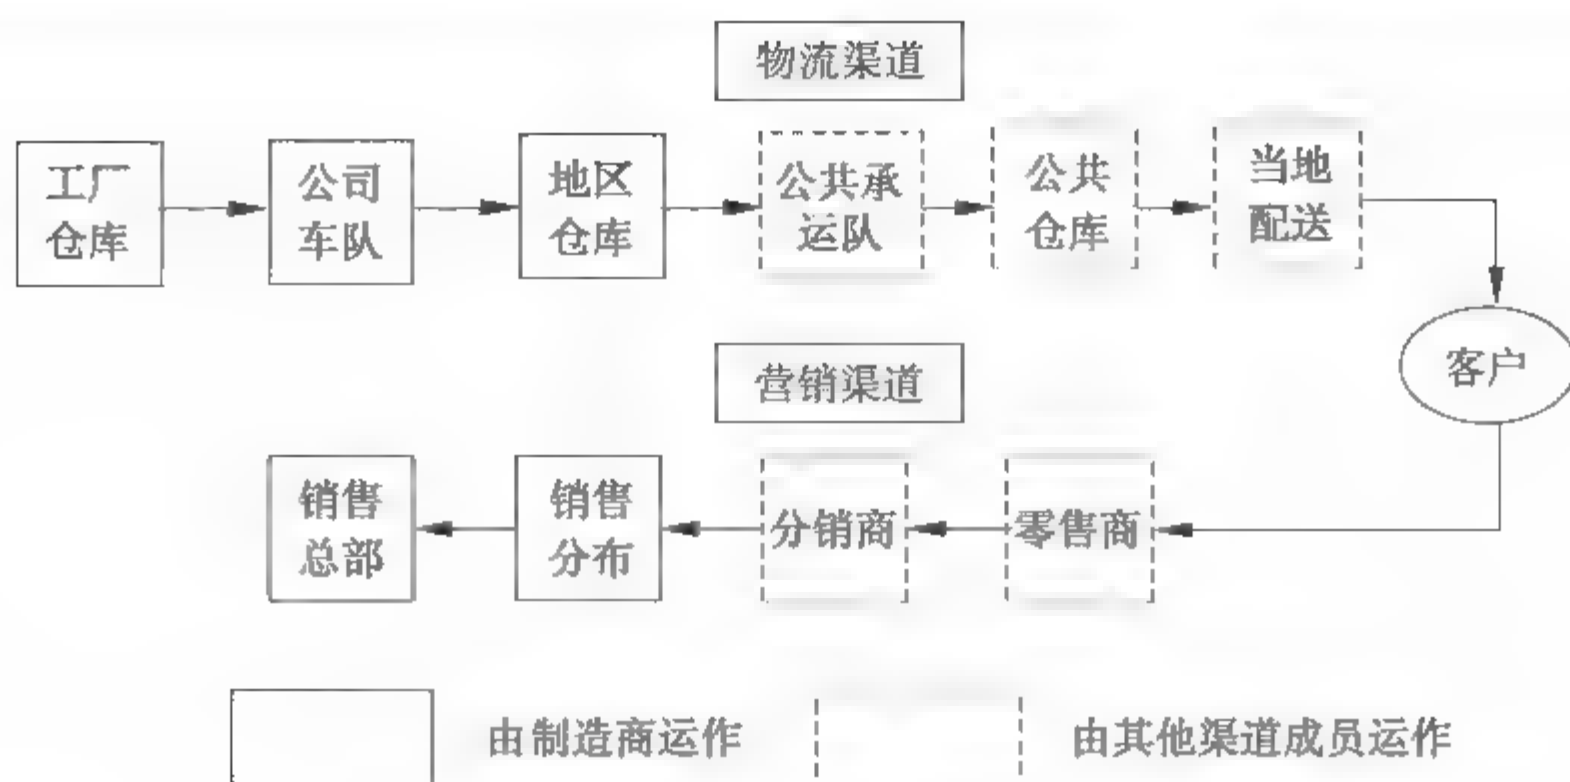 物流渠道
工厂
仓库
公司
车队
地区
仓库
公共承
运队
公共
仓库
当地
配送
客户
营销渠道
销售
总部
销售
分布
分销商
零售商
由制造商运作
由其他渠道成员运作